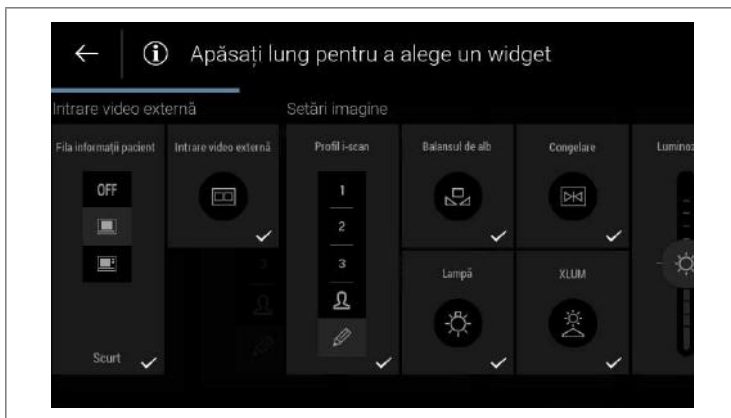 Apăsați lung pentru a alege un widget
Intrare video externă
Setări imagine
Fila informații pacient
Intrare video externă
Profil i-scan
Balansul de alb
Congelare
Luminoz
OFF
1
2
3
Lampă
XLUM
Scurt